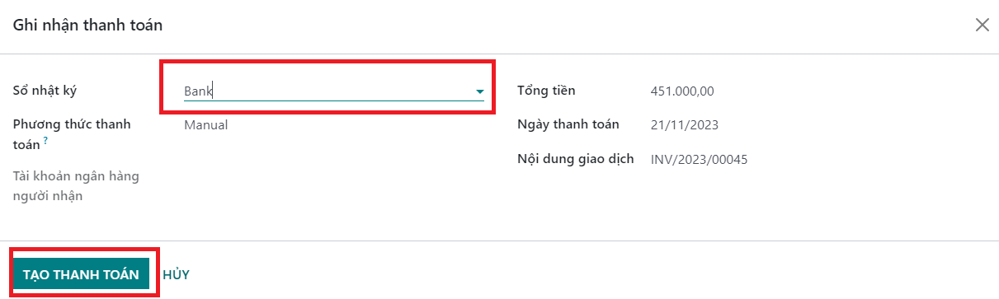 Ghi nhận thanh toán
Sổ nhật ký
Bank
Tổng tiền
451.000,00
Phương thức thanh
toán ?
Manual
Ngày thanh toán
21/11/2023
Nội dung giao dịch
INV/2023/00045
Tài khoản ngân hàng
người nhận
TẠO THANH TOÁN
HỦY